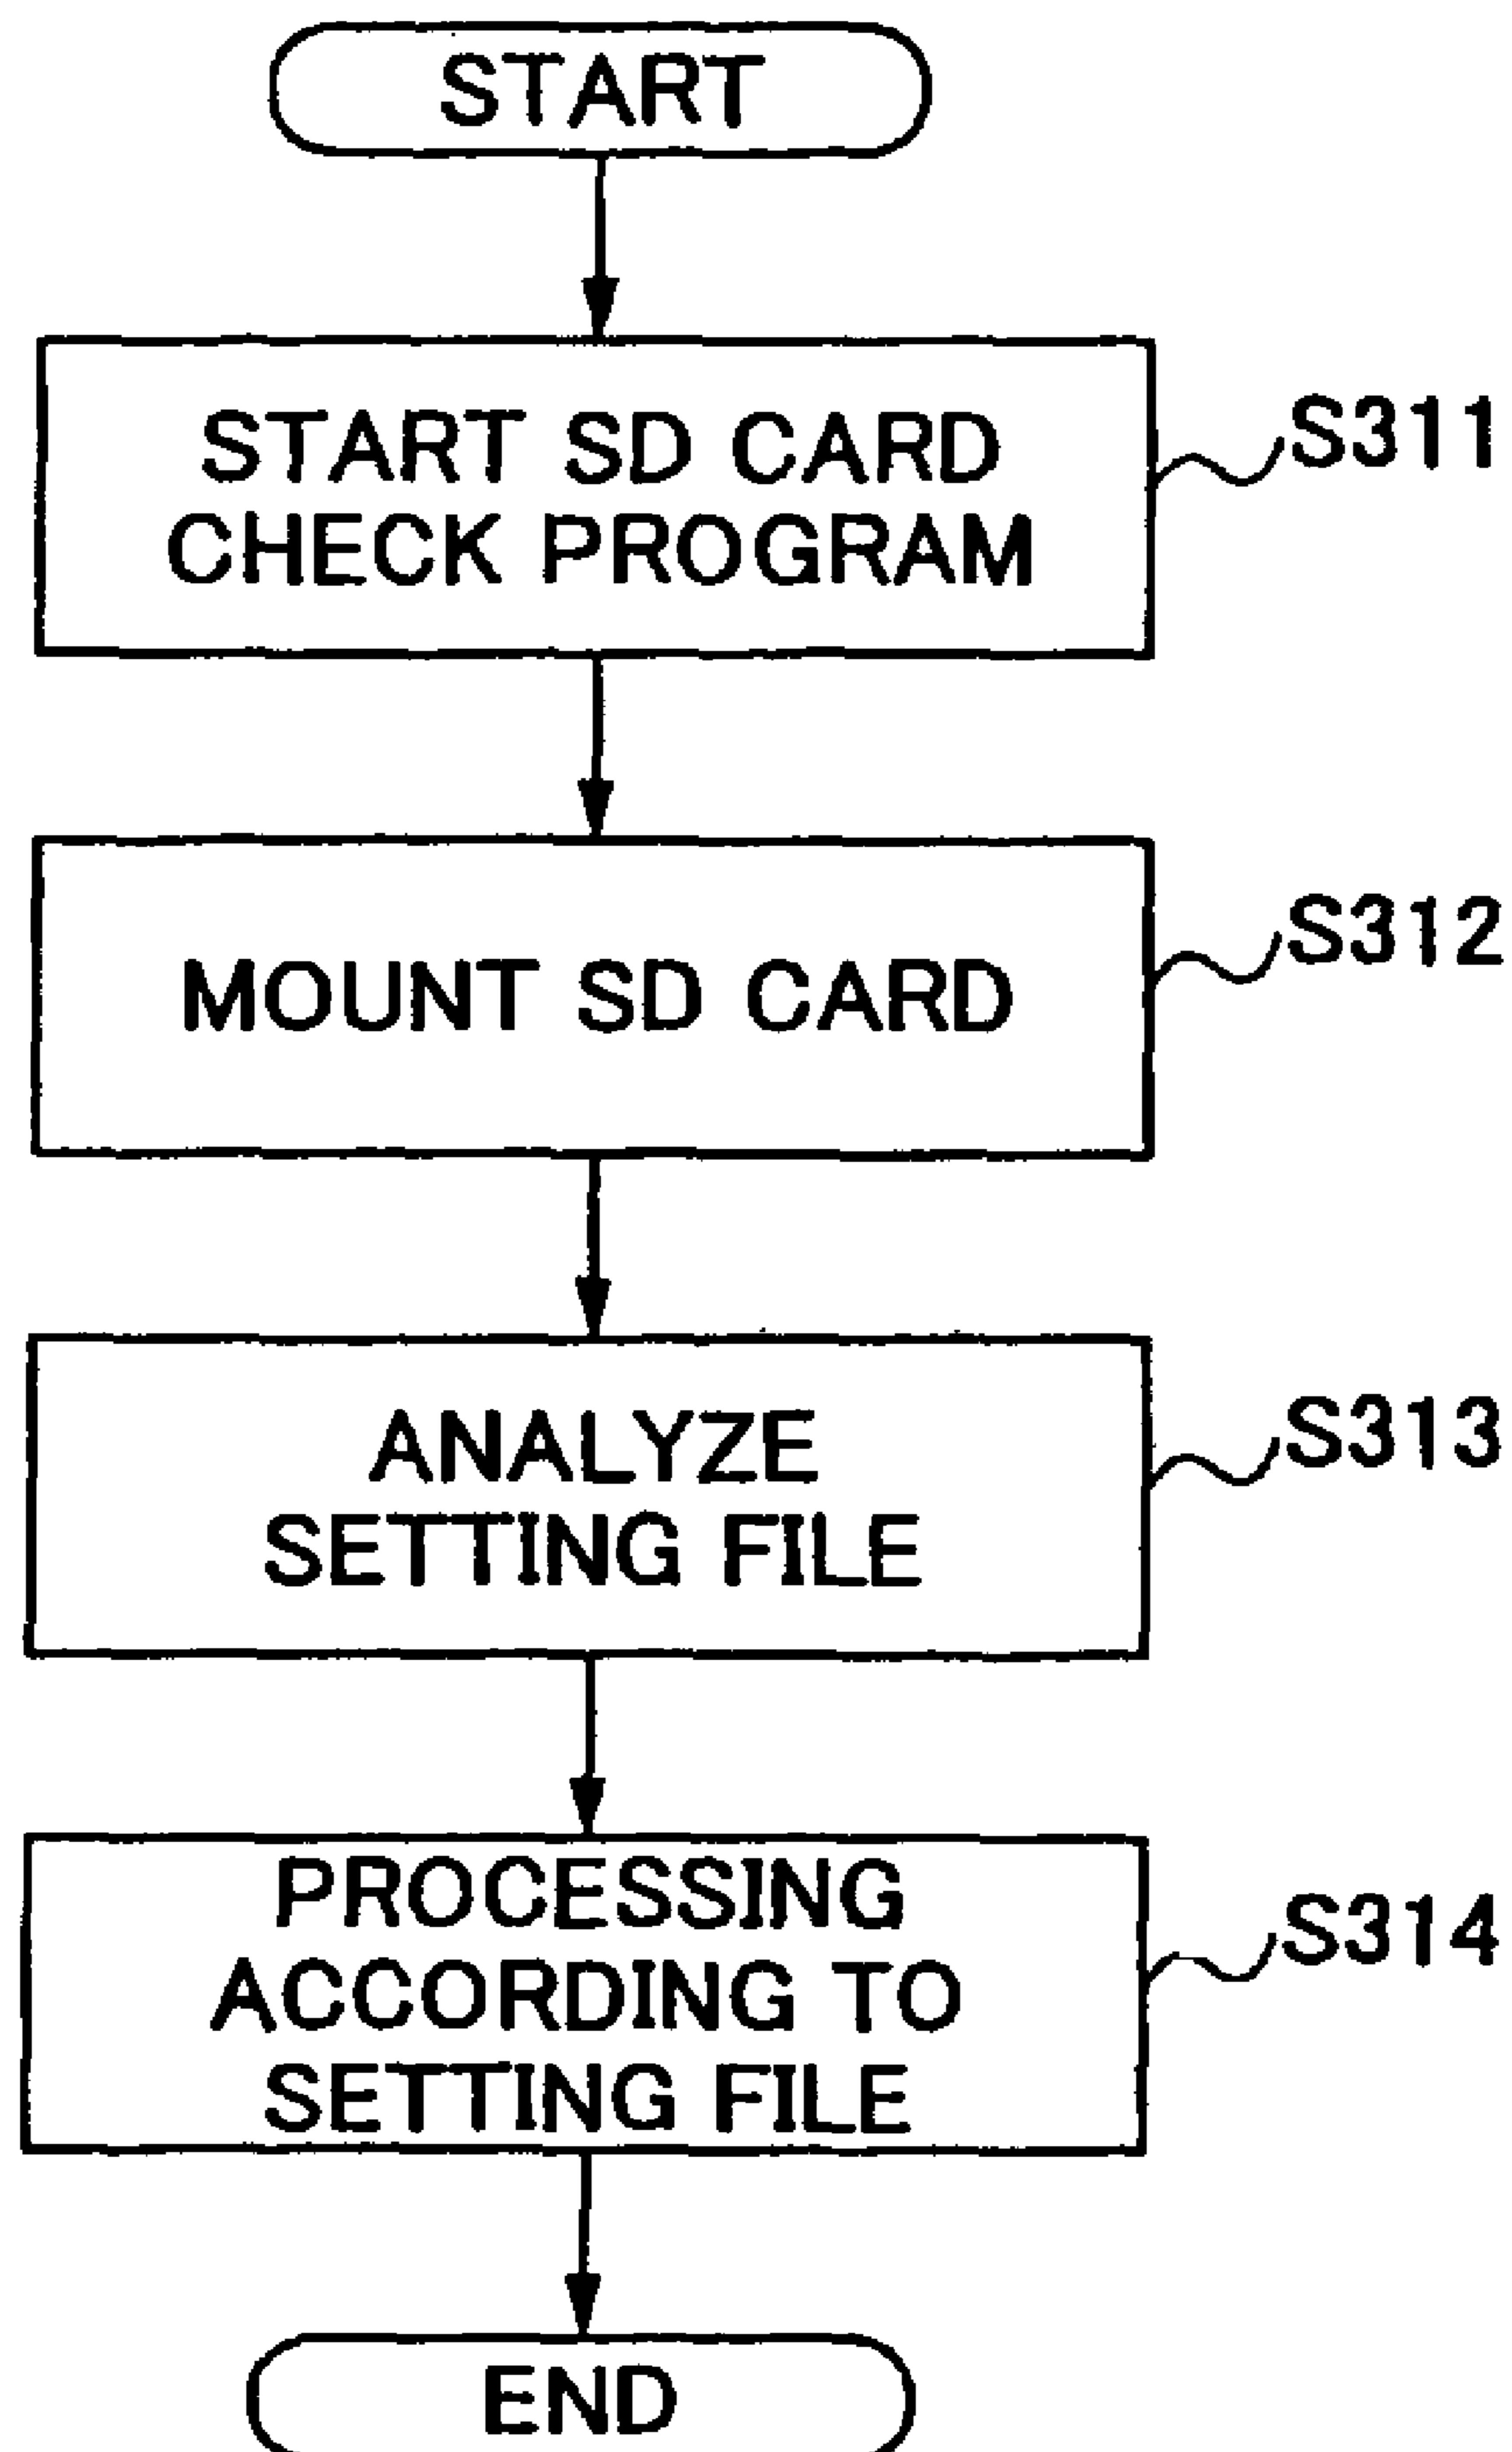 START
START SD CARD
CHECK PROGRAM
S311
MOUNT SD CARD
S312
ANALYZE
SETTING FILE
S313
PROCESSING
ACCORDING TO
SETTING FILE
S314
END